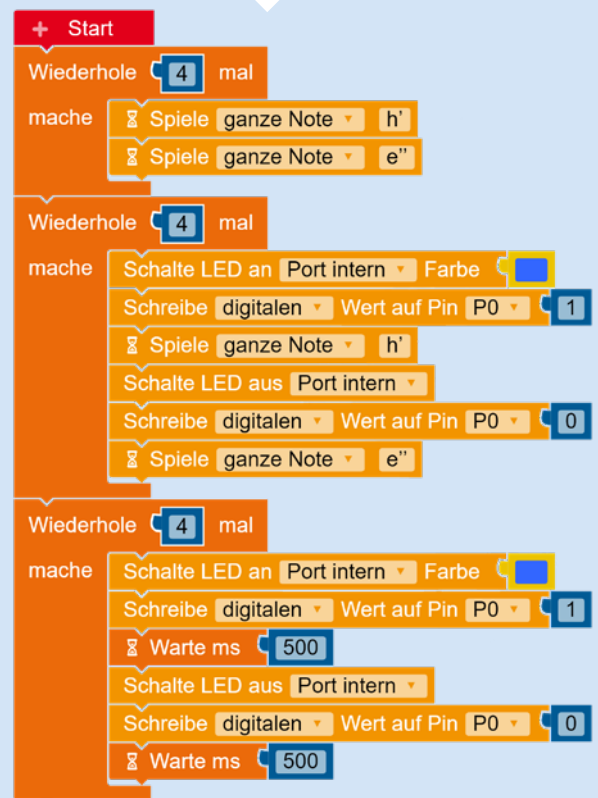 + Start
Wiederhole 4 mal
mache
Spiele ganze Note h’
Spiele ganze Note e’’
Wiederhole 4 mal
mache
Schalte LED an Port intern Farbe
Schreibe digitalen Wert auf Pin P0 1
Spiele ganze Note h’
Schalte LED aus Port intern
Schreibe digitalen Wert auf Pin P0 0
Spiele ganze Note e’’
Wiederhole 4 mal
mache
Schalte LED an Port intern Farbe
Schreibe digitalen Wert auf Pin P0 1
Warte ms 500
Schalte LED aus Port intern
Schreibe digitalen Wert auf Pin P0 0
Warte ms 500